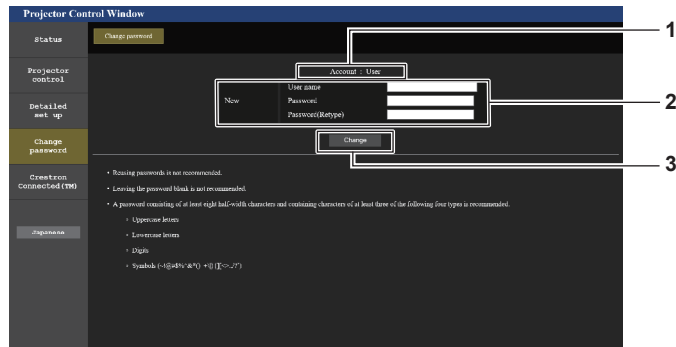 Projector Control Window
Status
Change password
Projector
control
Detailed
set up
Change
password
Crestron
Connected(TM)
Japanese
Account : User
New
User name
Password
Password(Retype)
Change
1
2
3
• Reusing passwords is not recommended.
• Leaving the password blank is not recommended.
• A password consisting of at least eight half-width characters and containing characters of at least three of the following four types is recommended.
• Uppercase letters
• Lowercase letters
• Digits
• Symbols